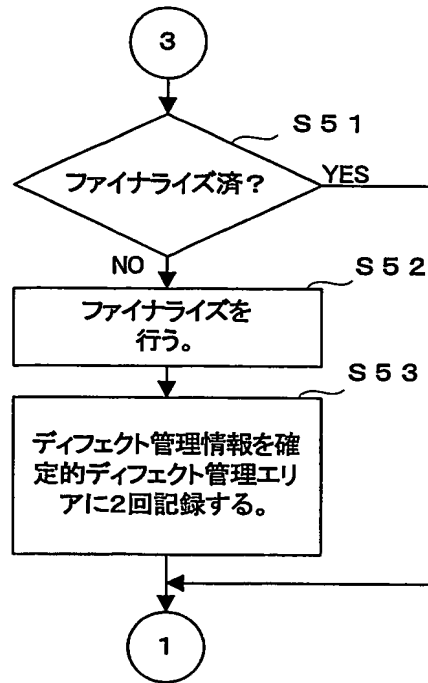 3
S51
ファイナライズ済?
YES
NO
S52
ファイナライズを
行う。
S53
ディフェクト管理情報を確
定的ディフェクト管理エリ
アに2回記録する。
1